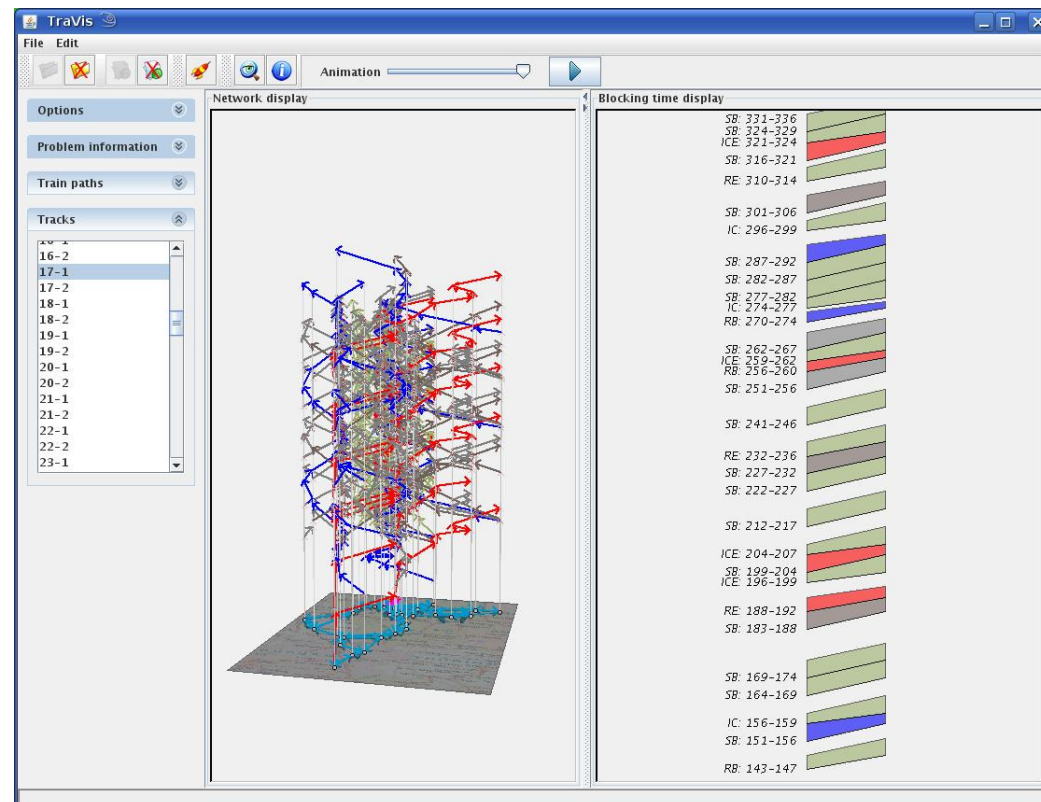 TraVis
File Edit
Animation
Options
Problem information
Train paths
Tracks
16-1
16-2
17-1
17-2
18-1
18-2
19-1
19-2
20-1
20-2
21-1
21-2
22-1
22-2
23-1
Network display
Blocking time display
SB: 331-336
SB: 324-329
ICE: 321-324
SB: 316-321
RE: 310-314
SB: 301-306
IC: 296-299
SB: 287-292
SB: 282-287
SB: 277-282
IC: 274-277
RB: 270-274
SB: 262-267
ICE: 259-262
RB: 256-260
SB: 251-256
SB: 241-246
RE: 232-236
SB: 227-232
SB: 222-227
SB: 212-217
ICE: 204-207
SB: 199-204
ICE: 196-199
RE: 188-192
SB: 183-188
SB: 169-174
SB: 164-169
IC: 156-159
SB: 151-156
RB: 143-147